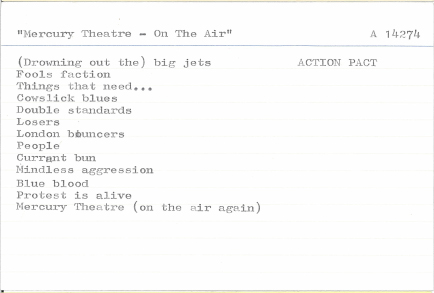 "Mercury Theatre - On The Air" A 14274
(Drowning out the) big jets ACTION PACT
Fools faction
Things that need...
Cowslick blues
Double standards
Losers
London bouncers
People
Currant bun
Mindless aggression
Blue blood
Protest is alive
Mercury Theatre (on the air again)